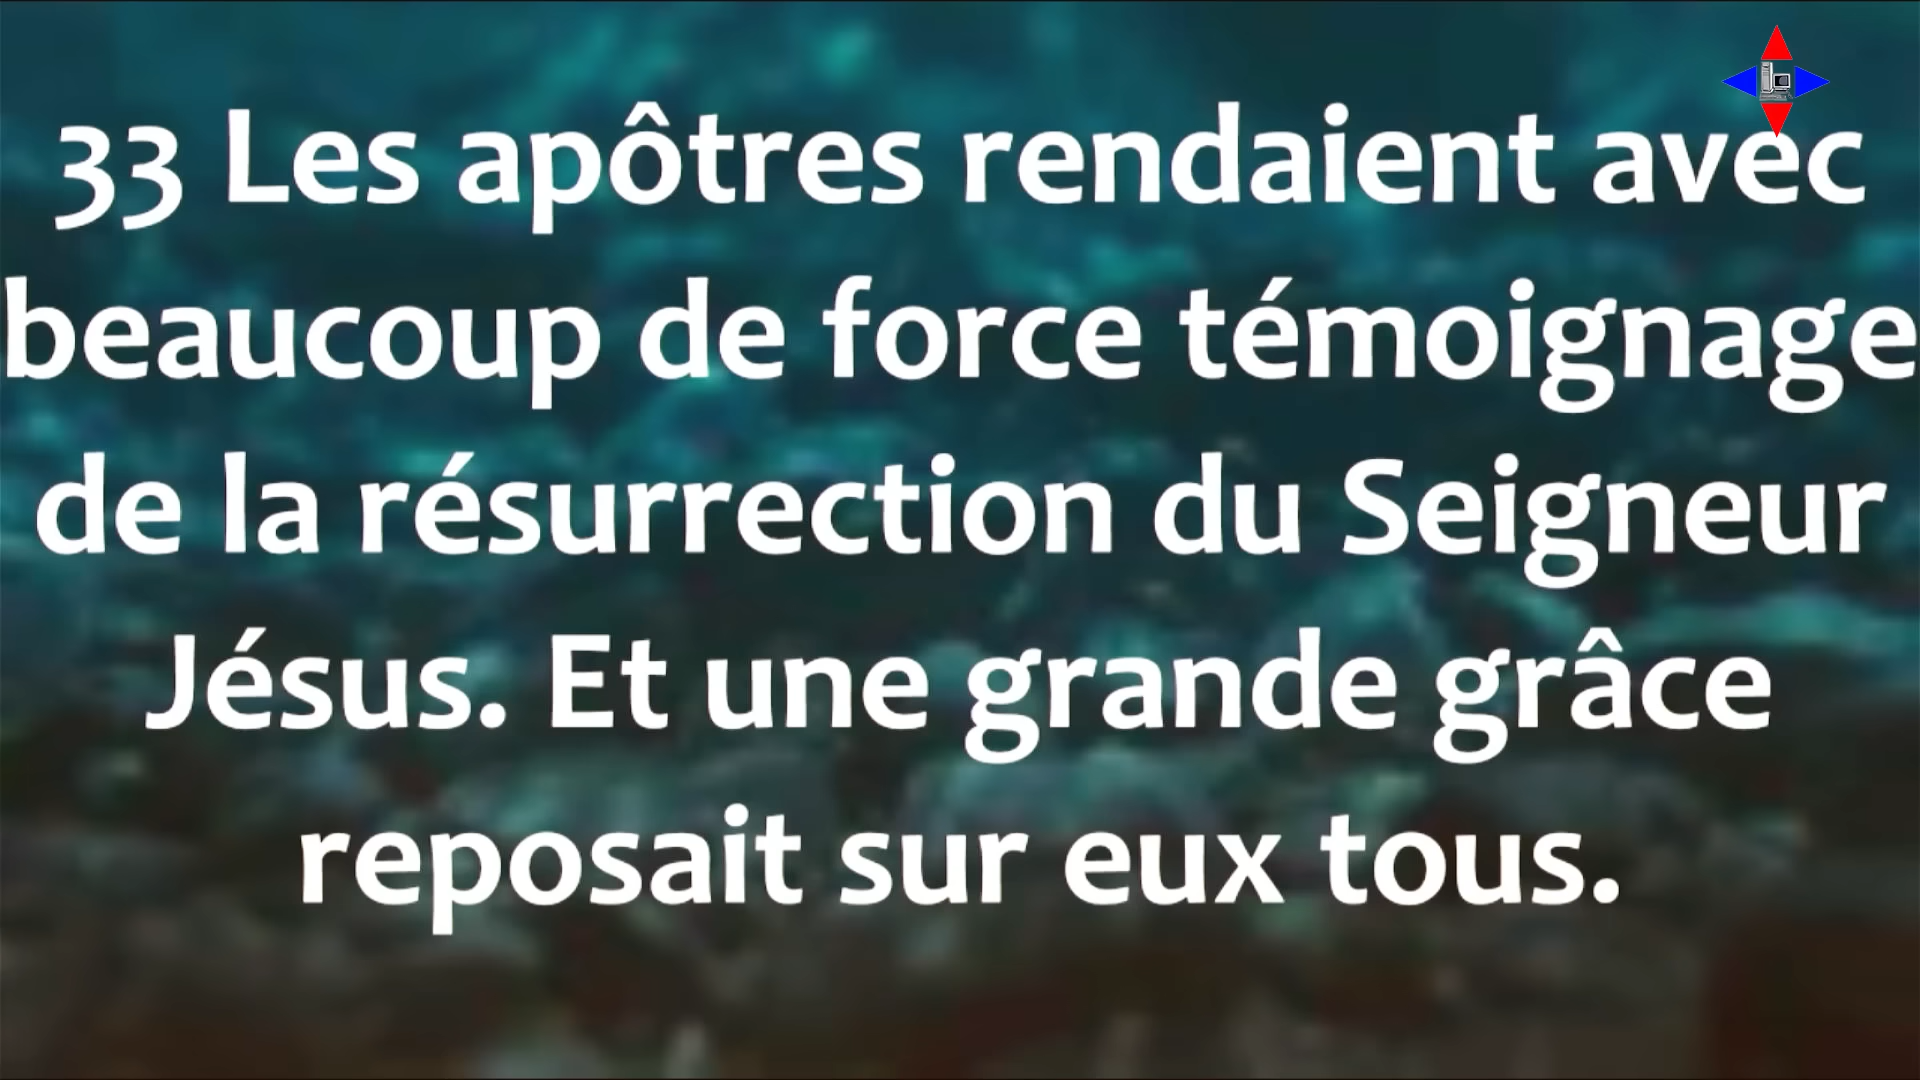 33 Les apôtres rendaient avec
beaucoup de force témoignage
de la résurrection du Seigneur
Jésus. Et une grande grâce
reposait sur eux tous.